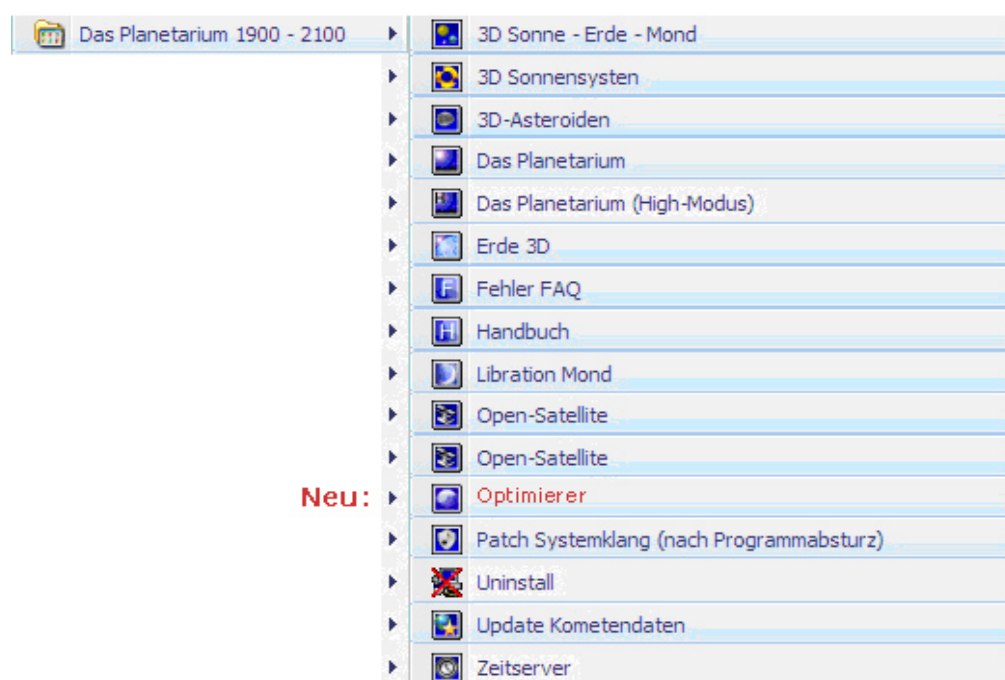 Das Planetarium 1900 - 2100
3D Sonne - Erde - Mond
3D Sonnensysten
3D-Asteroiden
Das Planetarium
Das Planetarium (High-Modus)
Erde 3D
Fehler FAQ
Handbuch
Libration Mond
Open-Satellite
Open-Satellite
Neu: Optimierer
Patch Systemklang (nach Programmabsturz)
Uninstall
Update Kometendaten
Zeitserver